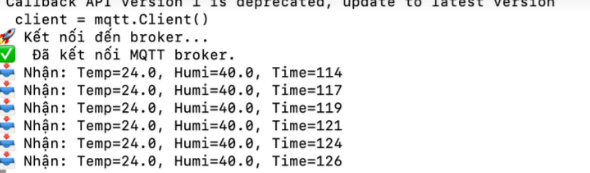 Callback API version 1 is deprecated, update to latest version
client = mqtt.Client()
🚀 Kết nối đến broker...
✅ Đã kết nối MQTT broker.
📥 Nhận: Temp=24.0, Humi=40.0, Time=114
📥 Nhận: Temp=24.0, Humi=40.0, Time=117
📥 Nhận: Temp=24.0, Humi=40.0, Time=119
📥 Nhận: Temp=24.0, Humi=40.0, Time=121
📥 Nhận: Temp=24.0, Humi=40.0, Time=124
📥 Nhận: Temp=24.0, Humi=40.0, Time=126